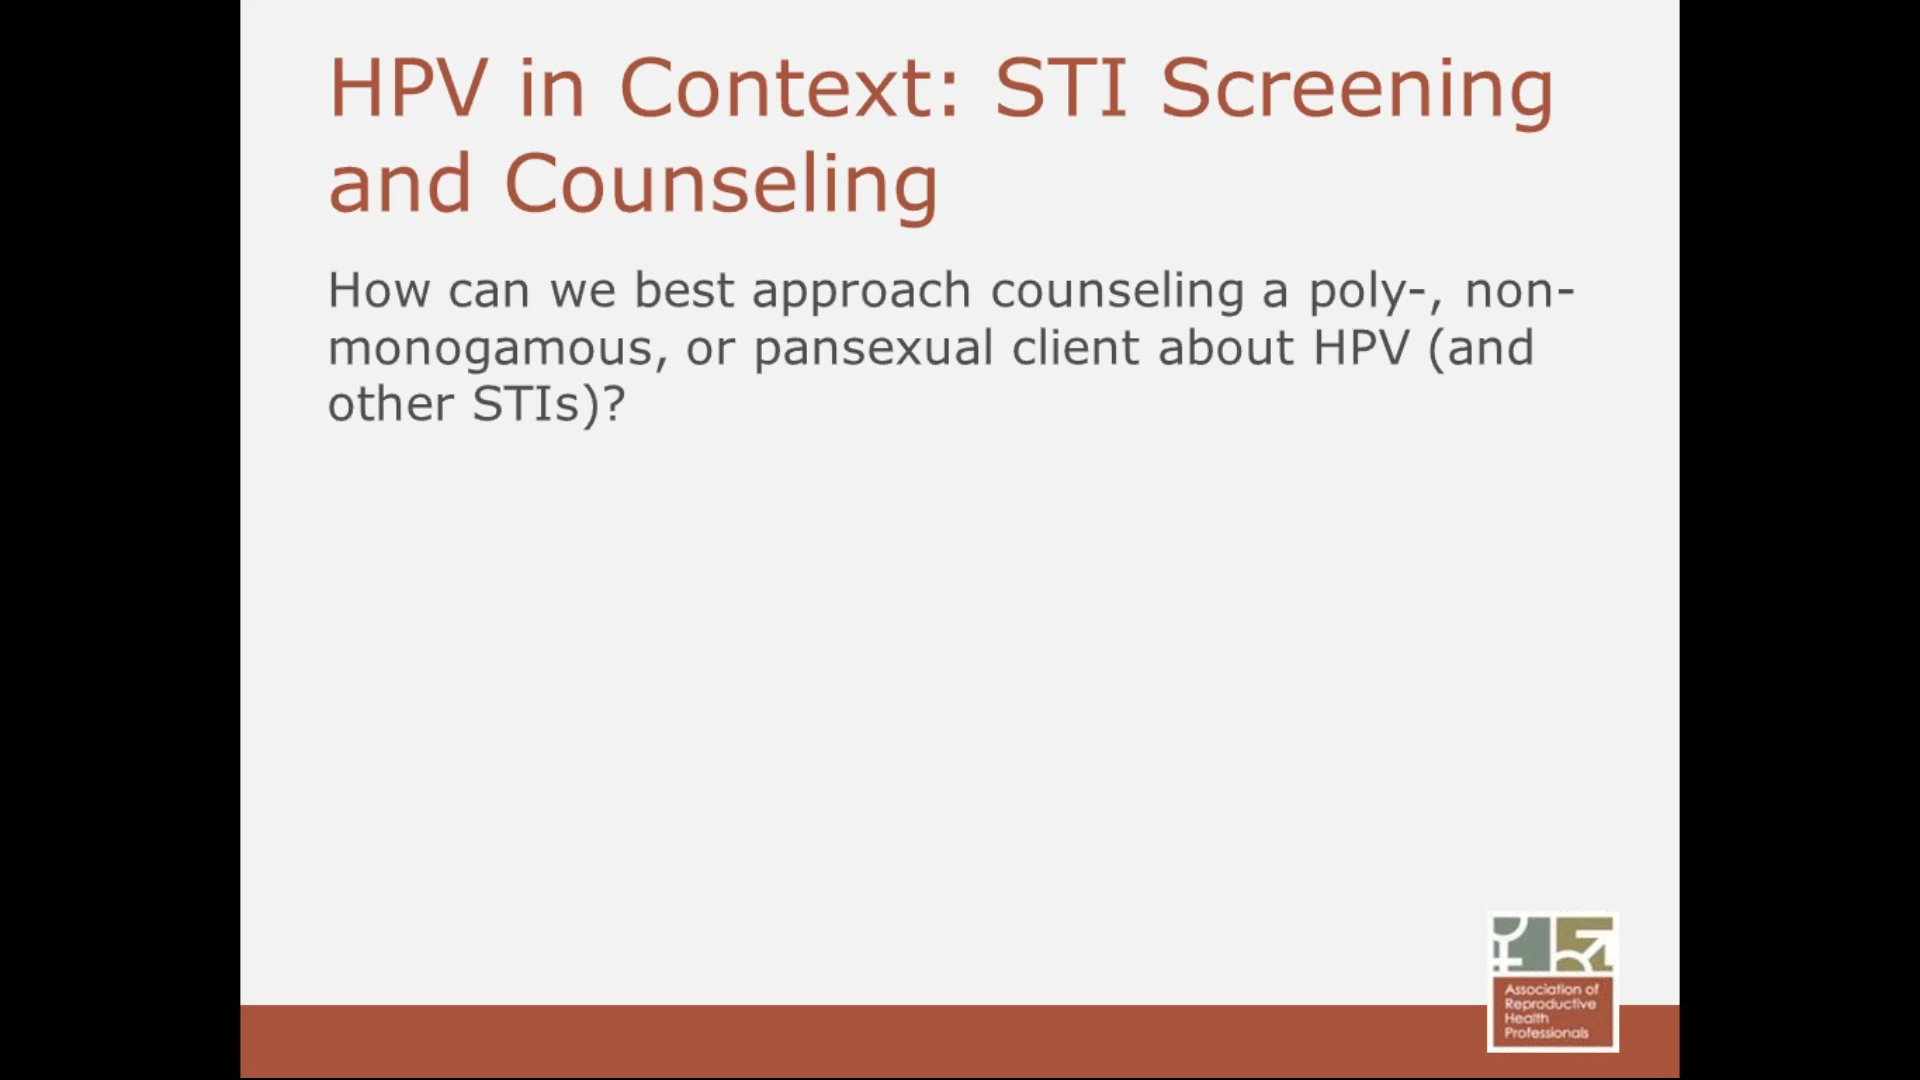 HPV in Context: STI Screening
and Counseling
How can we best approach counseling a poly-, non-
monogamous, or pansexual client about HPV (and
other STIs)?
Association of
Reproductive
Health
Professionals